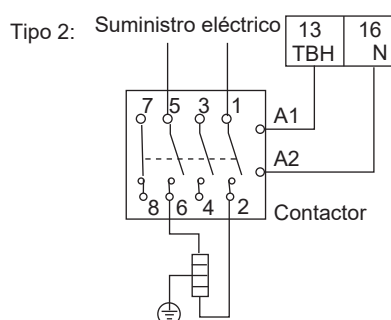 Tipo 2:
Suministro eléctrico
13 16
TBH N
7 5 3 1
A1
A2
8 6 4 2
Contactor